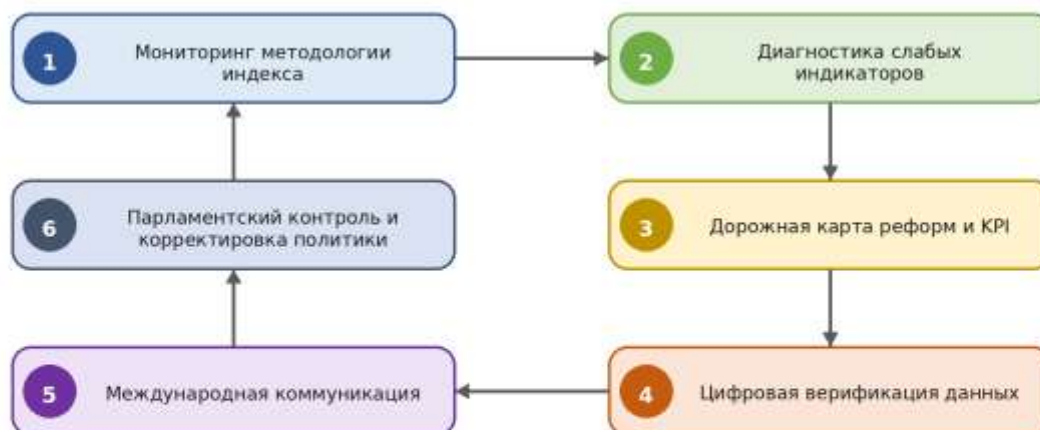 1
Мониторинг методологии
индекса
2
Диагностика слабых
индикаторов
3
Дорожная карта реформ и KPI
4
Цифровая верификация данных
5
Международная коммуникация
6
Парламентский контроль и
корректировка политики